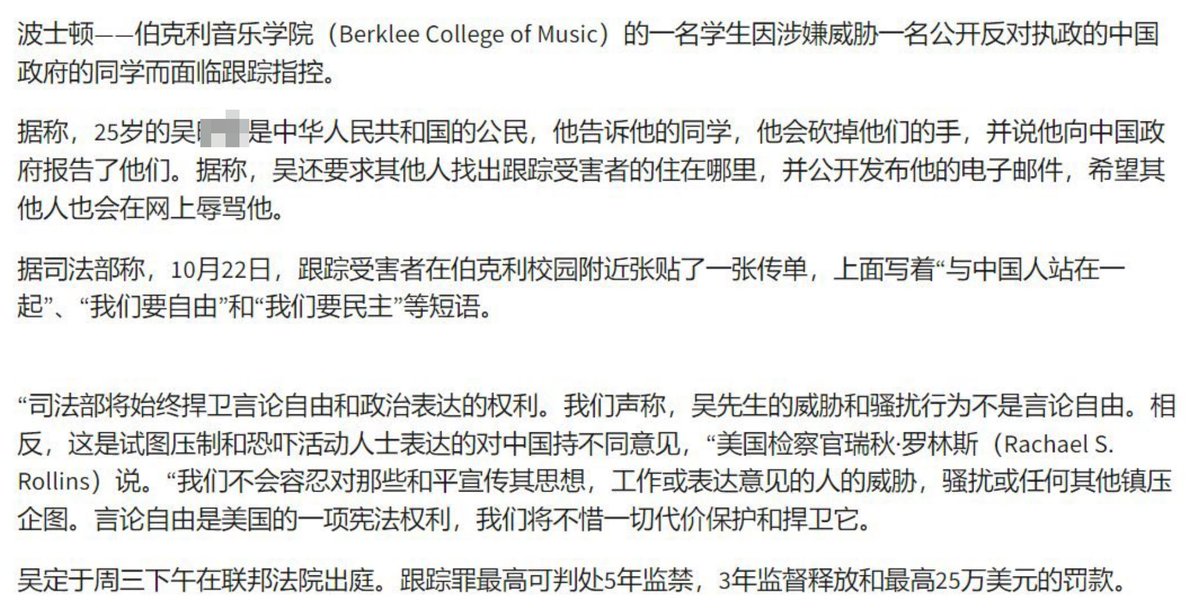 波士顿——伯克利音乐学院（Berklee College of Music）的一名学生因涉嫌威胁一名公开反对执政的中国
政府的同学而面临跟踪指控。
据称，25岁的吴是中华人民共和国的公民，他告诉他的同学，他会砍掉他们的手，并说他向中国政
府报告了他们。据称，吴还要求其他人找出跟踪受害者的住在哪里，并公开发布他的电子邮件，希望其
他人也会在网上辱骂他。
据司法部称，10月22日，跟踪受害者在伯克利校园附近张贴了一张传单，上面写着“与中国人站在一
起”、“我们要自由”和“我们要民主”等短语。
“司法部将始终捍卫言论自由和政治表达的权利。我们声称，吴先生的威胁和骚扰行为不是言论自由。相
反，这是试图压制和恐吓活动人士表达的对中国持不同意见，“美国检察官瑞秋·罗林斯（Rachael S.
Rollins）说。“我们不会容忍对那些和平宣传其思想，工作或表达意见的人的威胁，骚扰或任何其他镇压
企图。言论自由是美国的一项宪法权利，我们将不惜一切代价保护和捍卫它。
吴定于周三下午在联邦法院出庭。跟踪罪最高可判处5年监禁，3年监督释放和最高25万美元的罚款。